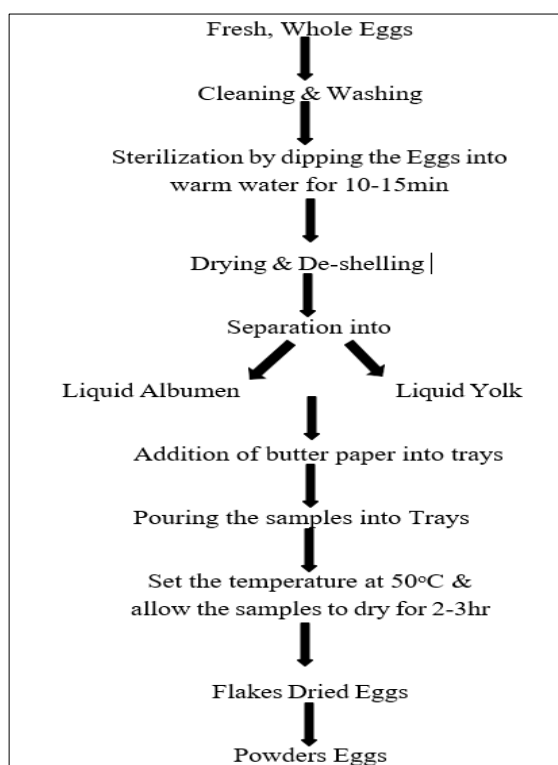 Fresh, Whole Eggs
Cleaning & Washing
Sterilization by dipping the Eggs into
warm water for 10-15min
Drying & De-shelling
Separation into
Liquid Albumen
Liquid Yolk
Addition of butter paper into trays
Pouring the samples into Trays
Set the temperature at 50°C &
allow the samples to dry for 2-3hr
Flakes Dried Eggs
Powders Eggs